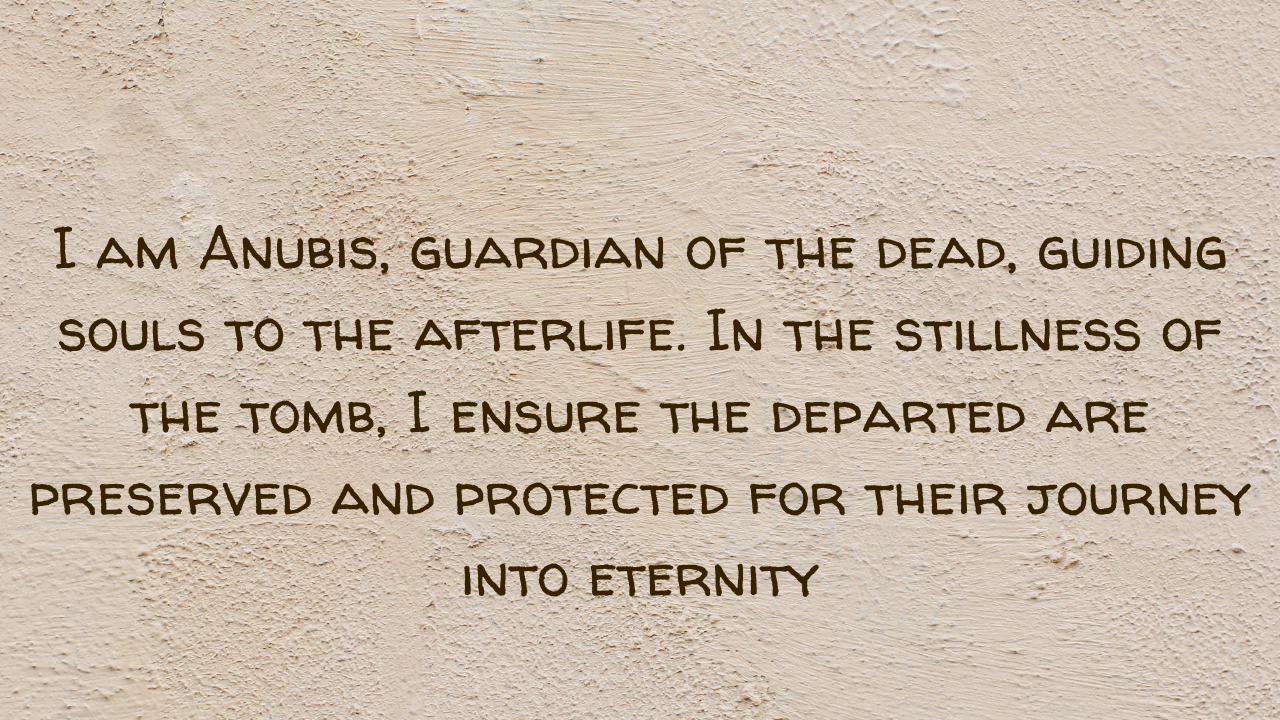 I am Anubis, guardian of the dead, guiding
souls to the afterlife. In the stillness of
the tomb, I ensure the departed are
preserved and protected for their journey
into eternity